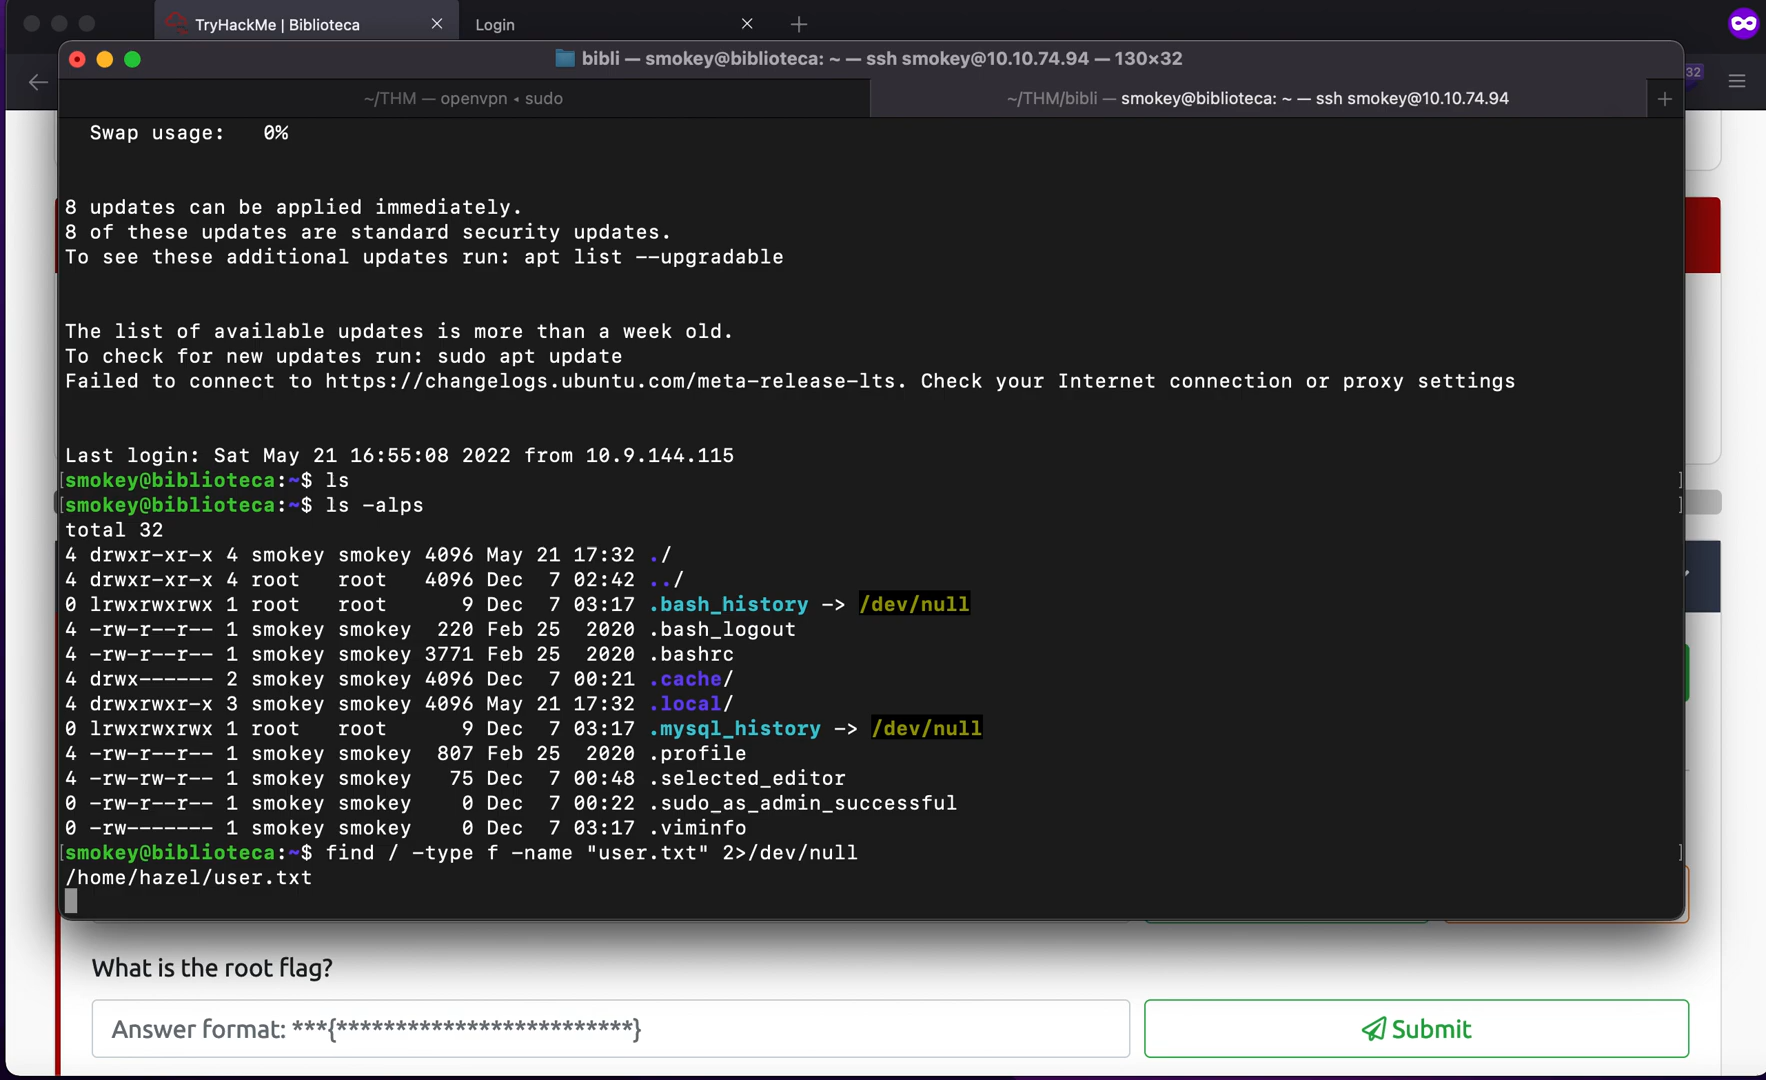 TryHackMe | Biblioteca
Login
bibli — smokey@biblioteca: ~ — ssh smokey@10.10.74.94 — 130×32
32
~/THM — openvpn ◂ sudo
~/THM/bibli — smokey@biblioteca: ~ — ssh smokey@10.10.74.94
Swap usage:   0%
8 updates can be applied immediately.
8 of these updates are standard security updates.
To see these additional updates run: apt list --upgradable
The list of available updates is more than a week old.
To check for new updates run: sudo apt update
Failed to connect to https://changelogs.ubuntu.com/meta-release-lts. Check your Internet connection or proxy settings
Last login: Sat May 21 16:55:08 2022 from 10.9.144.115
[smokey@biblioteca:~$ ls ]
[smokey@biblioteca:~$ ls -alps ]
total 32
4 drwxr-xr-x 4 smokey smokey 4096 May 21 17:32 ./
4 drwxr-xr-x 4 root   root   4096 Dec  7 02:42 ../
0 lrwxrwxrwx 1 root   root      9 Dec  7 03:17 .bash_history -> /dev/null
4 -rw-r--r-- 1 smokey smokey  220 Feb 25  2020 .bash_logout
4 -rw-r--r-- 1 smokey smokey 3771 Feb 25  2020 .bashrc
4 drwx------ 2 smokey smokey 4096 Dec  7 00:21 .cache/
4 drwxrwxr-x 3 smokey smokey 4096 May 21 17:32 .local/
0 lrwxrwxrwx 1 root   root      9 Dec  7 03:17 .mysql_history -> /dev/null
4 -rw-r--r-- 1 smokey smokey  807 Feb 25  2020 .profile
4 -rw-rw-r-- 1 smokey smokey   75 Dec  7 00:48 .selected_editor
0 -rw-r--r-- 1 smokey smokey    0 Dec  7 00:22 .sudo_as_admin_successful
0 -rw------- 1 smokey smokey    0 Dec  7 03:17 .viminfo
[smokey@biblioteca:~$ find / -type f -name "user.txt" 2>/dev/null ]
/home/hazel/user.txt
What is the root flag?
Answer format: ***{*************************}
Submit